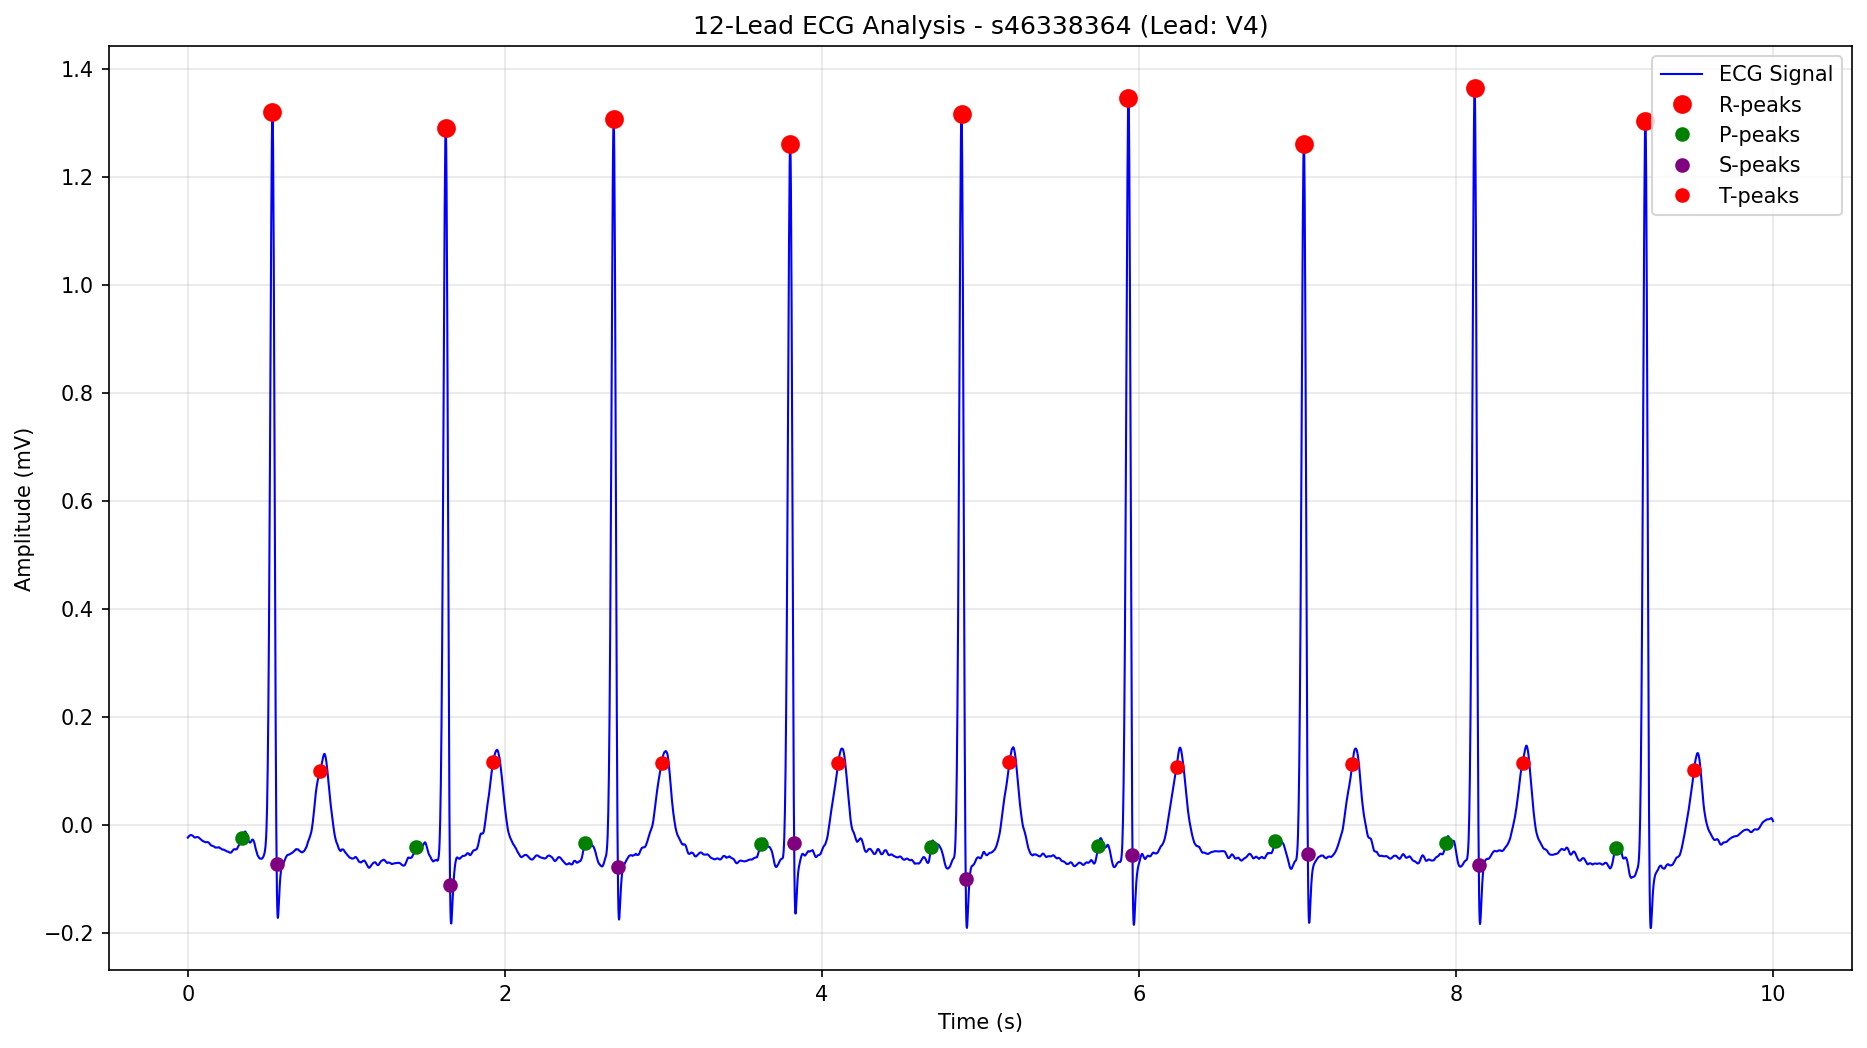 12-Lead ECG Analysis - s46338364 (Lead: V4)
ECG Signal
R-peaks
P-peaks
S-peaks
T-peaks
Amplitude (mV)
1.4
1.2
1.0
0.8
0.6
0.4
0.2
0.0
−0.2
0 2 4 6 8 10
Time (s)